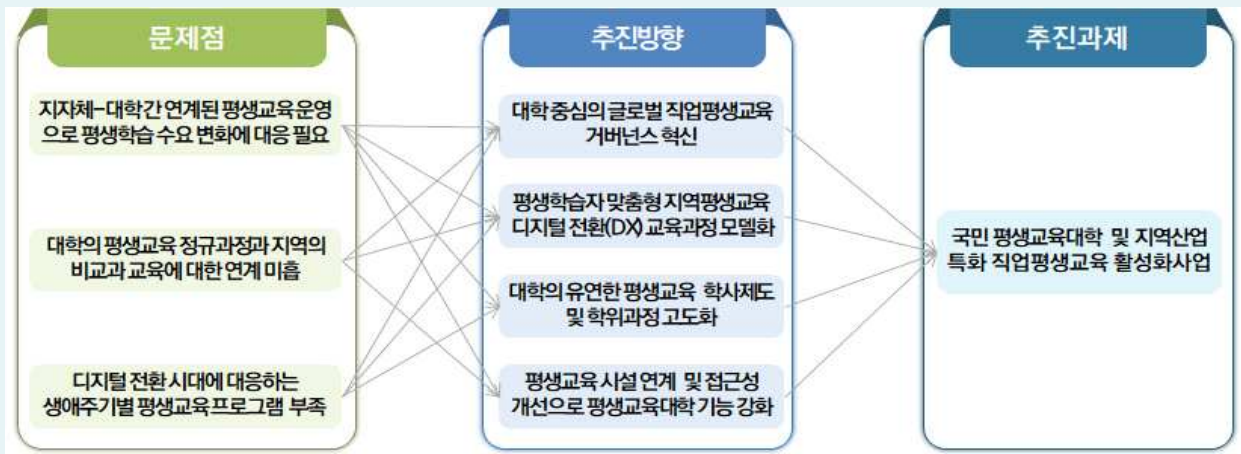 문제점
지자체-대학간 연계된 평생교육 운영
으로 평생학습 수요 변화에 대응 필요
대학의 평생교육 정규과정과 지역의
비교과 교육에 대한 연계 미흡
디지털 전환 시대에 대응하는
생애주기별 평생교육 프로그램 부족
추진방향
대학 중심의 글로벌 직업평생교육
거버넌스 혁신
평생학습자 맞춤형 지역평생교육
디지털 전환(DX) 교육과정 모델화
대학의 유연한 평생교육 학사제도
및 학위과정 고도화
평생교육 시설 연계 및 접근성
개선으로 평생교육대학 기능 강화
추진과제
국민 평생교육대학 및 지역산업
특화 직업평생교육 활성화사업